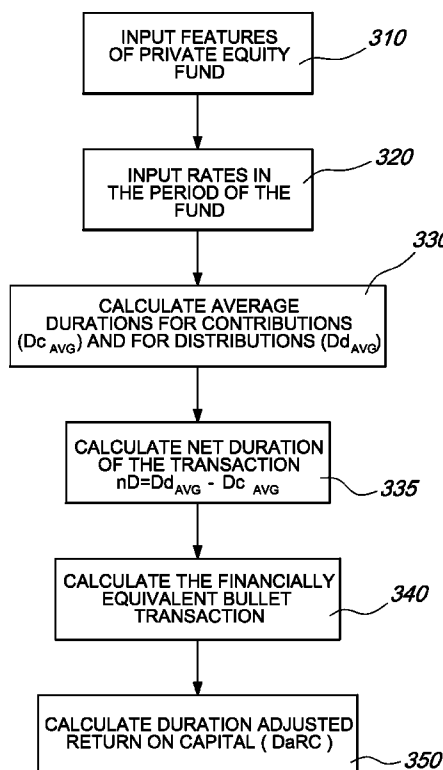 INPUT FEATURES
OF PRIVATE EQUITY
FUND
310
INPUT RATES IN
THE PERIOD OF THE
FUND
320
CALCULATE AVERAGE
DURATIONS FOR CONTRIBUTIONS
(Dc AVG) AND FOR DISTRIBUTIONS (Dd AVG)
330
CALCULATE NET DURATION
OF THE TRANSACTION
nD=Dd AVG - Dc AVG
335
CALCULATE THE FINANCIALLY
EQUIVALENT BULLET
TRANSACTION
340
CALCULATE DURATION ADJUSTED
RETURN ON CAPITAL ( DaRC )
350